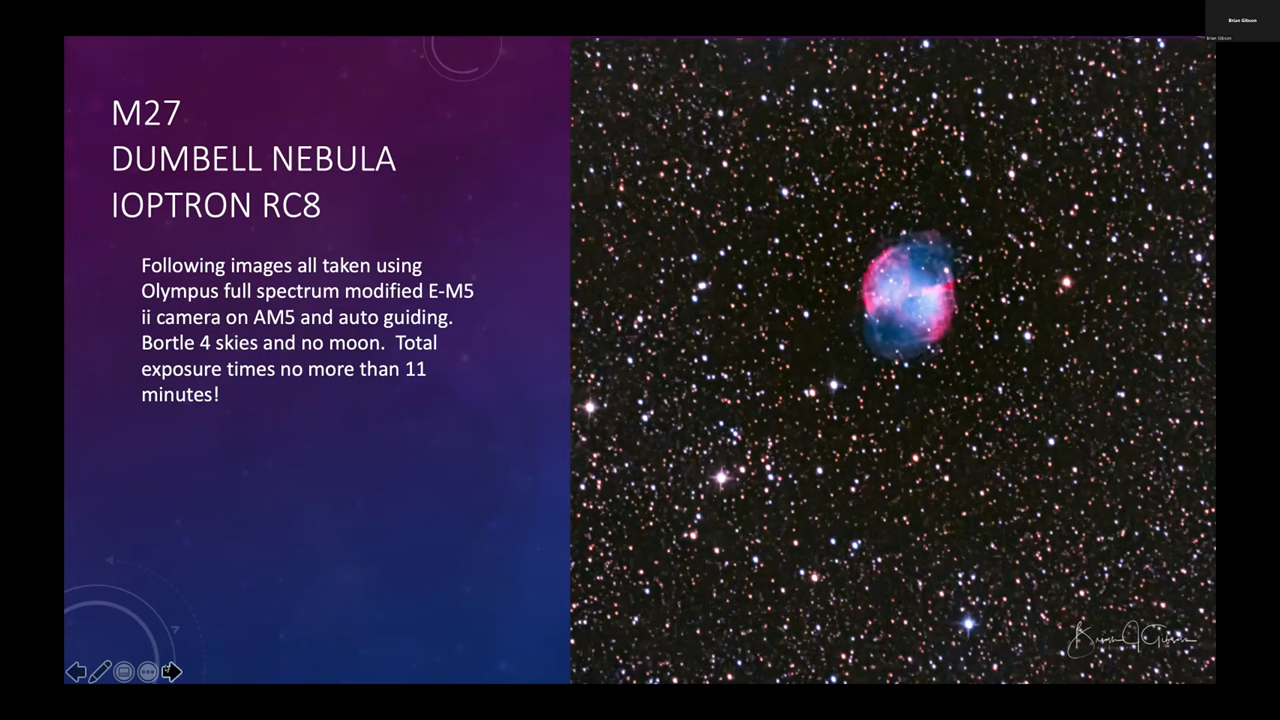 Brian Gibson
Brian Gibson
M27
DUMBELL NEBULA
IOPTRON RC8
Following images all taken using
Olympus full spectrum modified E-M5
ii camera on AM5 and auto guiding.
Bortle 4 skies and no moon.  Total
exposure times no more than 11
minutes!
Brian J Gibson